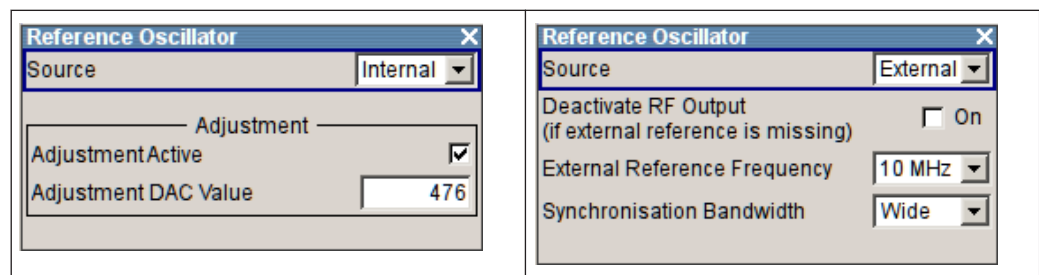 Reference Oscillator
Source Internal
Adjustment
Adjustment Active
Adjustment DAC Value 476
Reference Oscillator
Source External
Deactivate RF Output On
(if external reference is missing)
External Reference Frequency 10 MHz
Synchronisation Bandwidth Wide